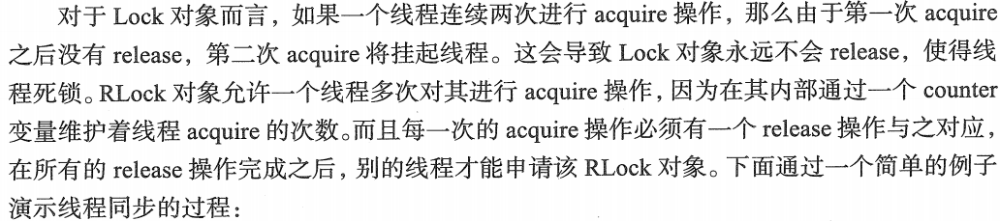 对于 Lock 对象而言，如果一个线程连续两次进行 acquire 操作，那么由于第一次 acquire
之后没有 release，第二次 acquire 将挂起线程。这会导致 Lock 对象永远不会 release，使得线
程死锁。RLock 对象允许一个线程多次对其进行 acquire 操作，因为在其内部通过一个 counter
变量维护着线程 acquire 的次数。而且每一次的 acquire 操作必须有一个 release 操作与之对应，
在所有的 release 操作完成之后，别的线程才能申请该 RLock 对象。下面通过一个简单的例子
演示线程同步的过程：